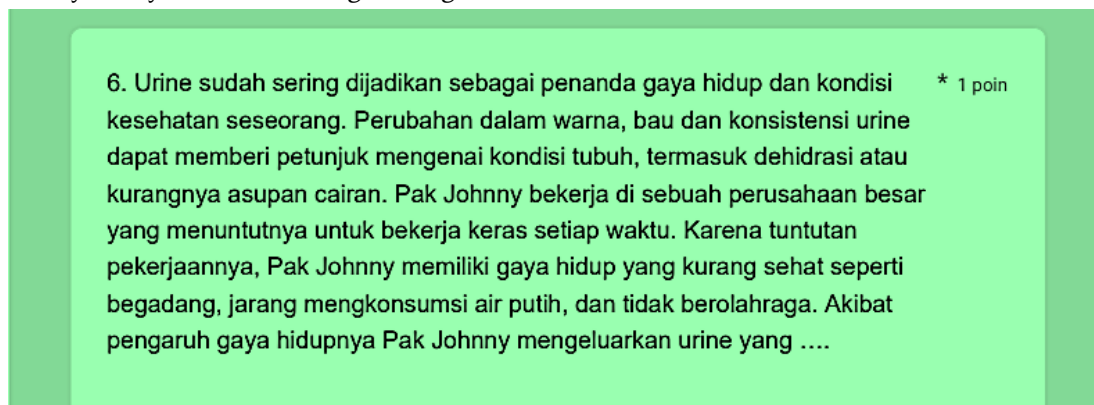 6. Urine sudah sering dijadikan sebagai penanda gaya hidup dan kondisi * 1 poin
kesehatan seseorang. Perubahan dalam warna, bau dan konsistensi urine
dapat memberi petunjuk mengenai kondisi tubuh, termasuk dehidrasi atau
kurangnya asupan cairan. Pak Johnny bekerja di sebuah perusahaan besar
yang menuntutnya untuk bekerja keras setiap waktu. Karena tuntutan
pekerjaannya, Pak Johnny memiliki gaya hidup yang kurang sehat seperti
begadang, jarang mengkonsumsi air putih, dan tidak berolahraga. Akibat
pengaruh gaya hidupnya Pak Johnny mengeluarkan urine yang ....